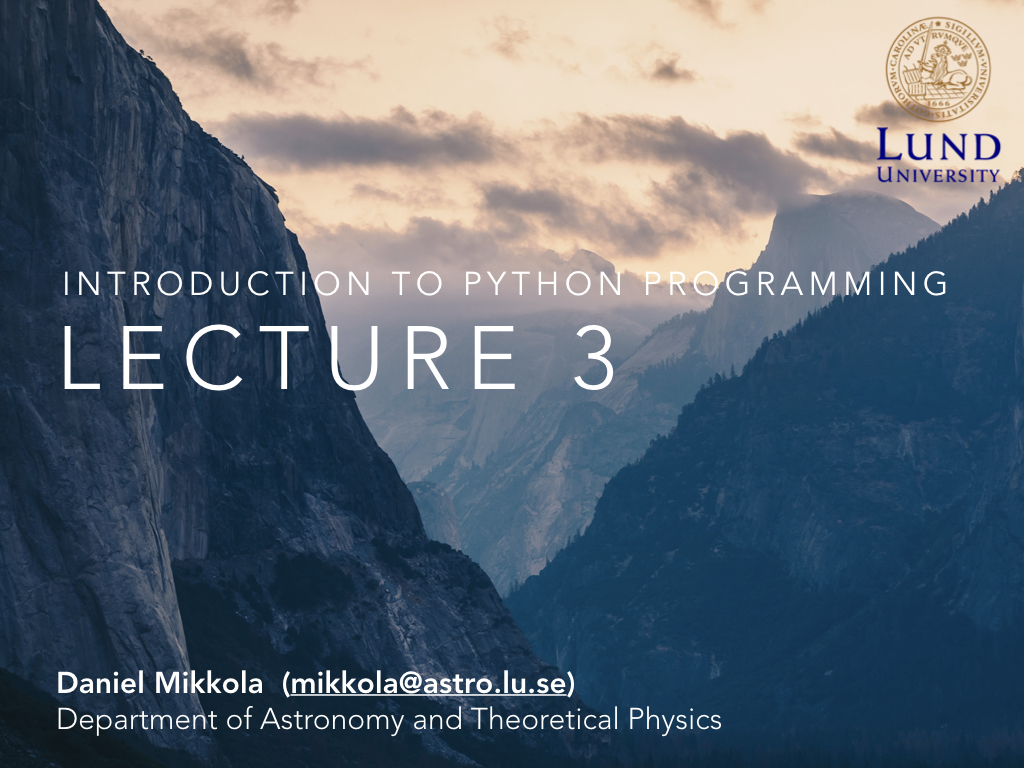 LUND
UNIVERSITY
INTRODUCTION TO PYTHON PROGRAMMING
LECTURE 3
Daniel Mikkola (mikkola@astro.lu.se)
Department of Astronomy and Theoretical Physics